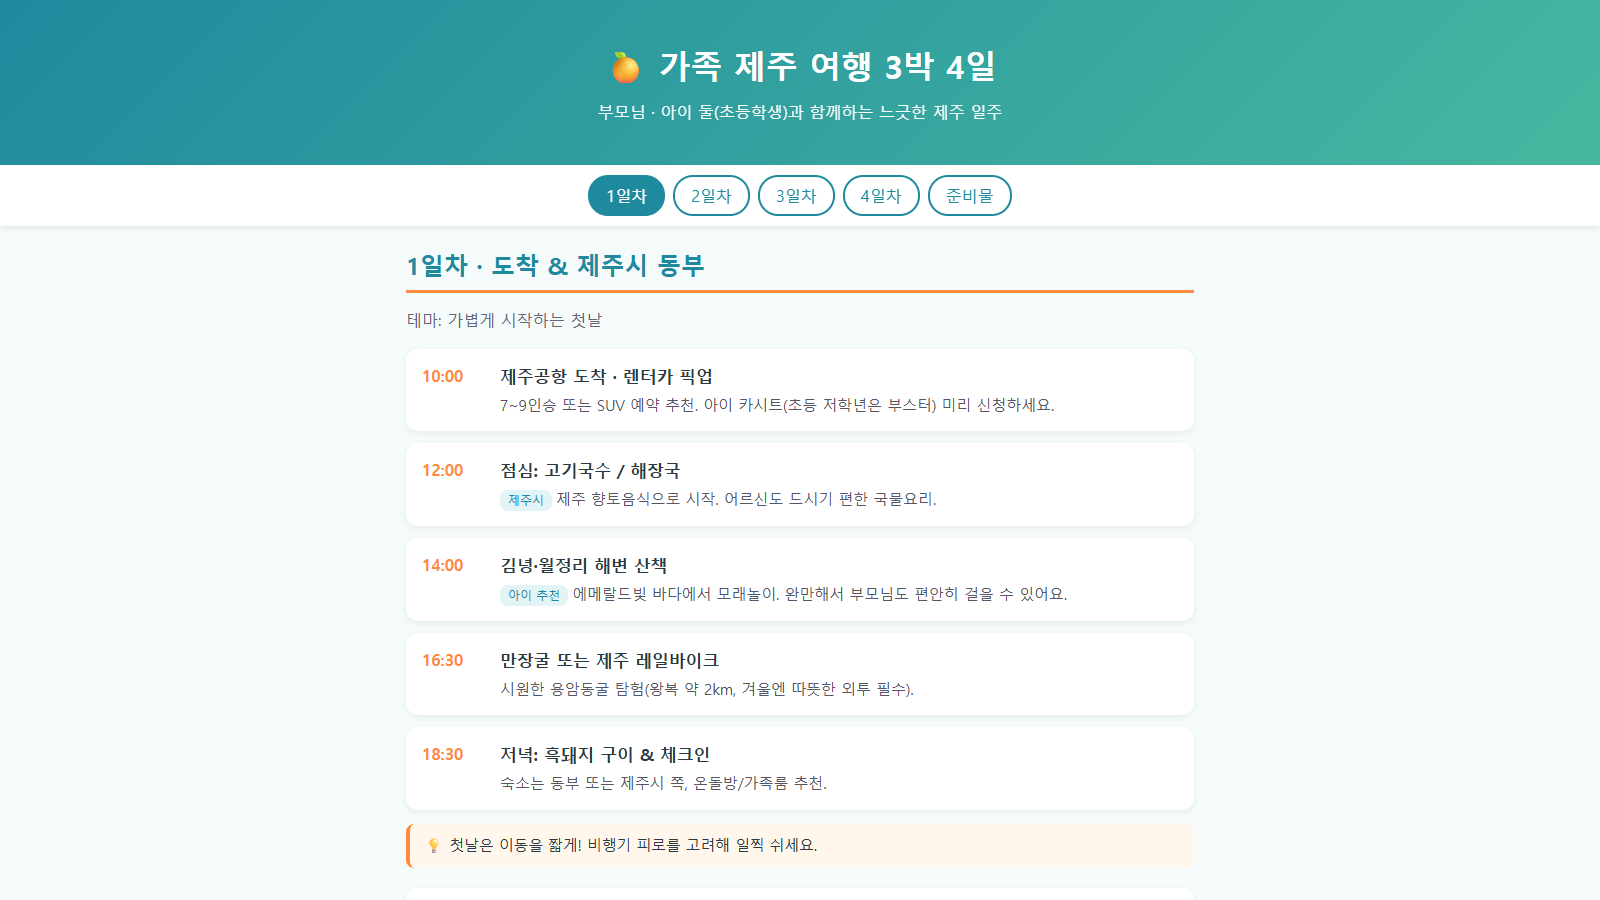 가족 제주 여행 3박 4일
부모님 · 아이 둘(초등학생)과 함께하는 느긋한 제주 일주
1일차
2일차
3일차
4일차
준비물
1일차 · 도착 & 제주시 동부
테마: 가볍게 시작하는 첫날
10:00
제주공항 도착 · 렌터카 픽업
7~9인승 또는 SUV 예약 추천. 아이 카시트(초등 저학년은 부스터) 미리 신청하세요.
12:00
점심: 고기국수 / 해장국
제주시 제주 향토음식으로 시작. 어르신도 드시기 편한 국물요리.
14:00
김녕·월정리 해변 산책
아이 추천 에메랄드빛 바다에서 모래놀이. 완만해서 부모님도 편안히 걸을 수 있어요.
16:30
만장굴 또는 제주 레일바이크
시원한 용암동굴 탐험(왕복 약 2km, 겨울엔 따뜻한 외투 필수).
18:30
저녁: 흑돼지 구이 & 체크인
숙소는 동부 또는 제주시 쪽, 온돌방/가족룸 추천.
첫날은 이동을 짧게! 비행기 피로를 고려해 일찍 쉬세요.